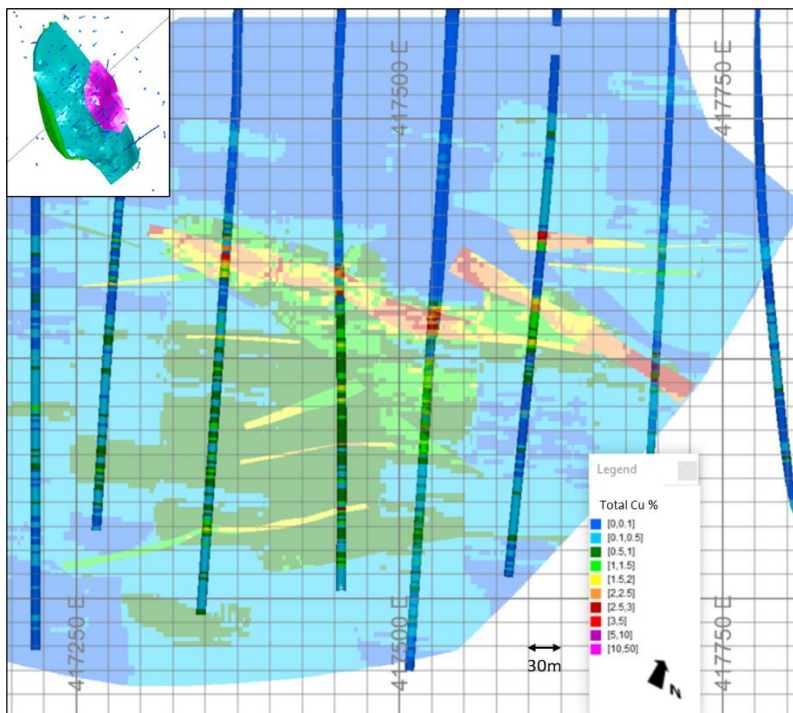 417500 E
417750 E
Legend
x
Total Cu %
[0,0.1]
[0.1,0.5]
[0.5,1]
[1,1.5]
[1.5,2]
[2,2.5]
[2.5,3]
[3,5]
[5,10]
[10,50]
417250 E
417500 E
417750 E
30m
N